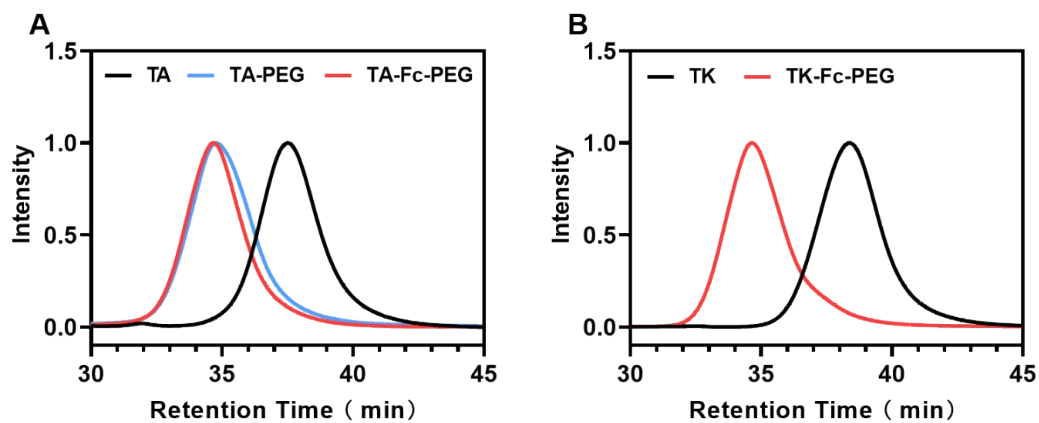 A
1.5
TA TA-PEG TA-Fc-PEG
1.0
0.5
0.0
Intensity
30 35 40 45
Retention Time（min）
B
1.5
TK TK-Fc-PEG
1.0
0.5
0.0
Intensity
30 35 40 45
Retention Time（min）